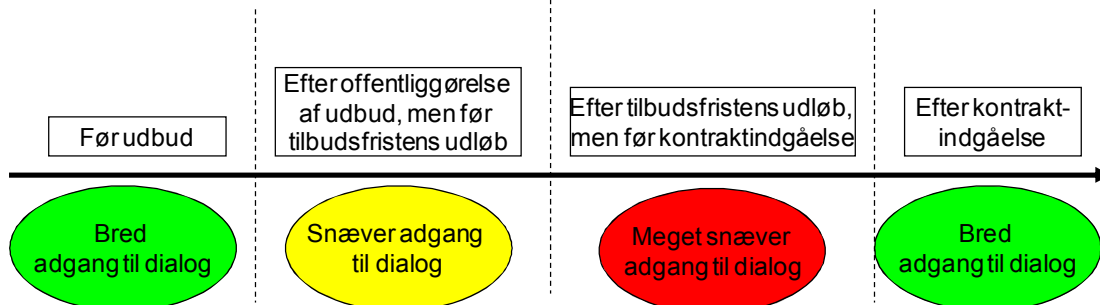 Før udbud
Efter offentliggørelse
af udbud, men før
tilbudsfristens udløb
Efter tilbudsfristens udløb,
men før kontraktindgåelse
Efter kontrakt-
indgåelse
Bred
adgang til dialog
Snæver adgang
til dialog
Meget snæver
adgang til dialog
Bred
adgang til dialog